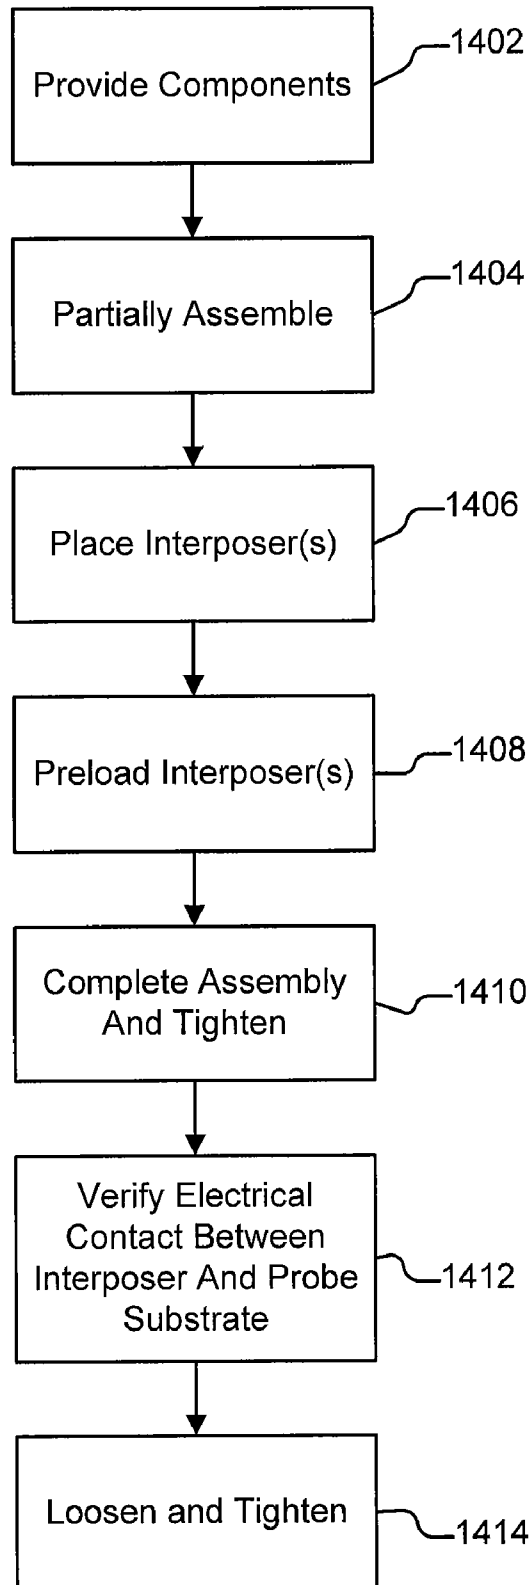 1402
Provide Components
1404
Partially Assemble
1406
Place Interposer(s)
1408
Preload Interposer(s)
Complete Assembly
And Tighten
1410
Verify Electrical
Contact Between
Interposer And Probe
Substrate
1412
Loosen and Tighten
1414